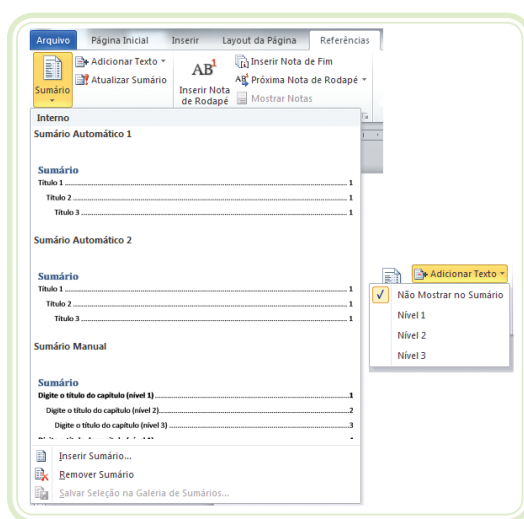 Arquivo Página Inicial Inserir Layout da Página Referências
Adicionar Texto Inserir Nota de Fim
Atualizar Sumário AB¹ Próxima Nota de Rodapé
Sumário Inserir Nota de Rodapé Mostrar Notas
Interno
Sumário Automático 1
Sumário
Título 1 ........ 1
Título 2 ........ 1
Título 3 ........ 1
Sumário Automático 2
Sumário
Título 1 ........ 1
Título 2 ........ 1
Título 3 ........ 1
Sumário Manual
Sumário
Digite o título do capítulo (nível 1) ........ 1
Digite o título do capítulo (nível 2) ........ 2
Digite o título do capítulo (nível 3) ........ 3
Inserir Sumário...
Remover Sumário
Salvar Seleção na Galeria de Sumários...
Adicionar Texto
Não Mostrar no Sumário
Nível 1
Nível 2
Nível 3